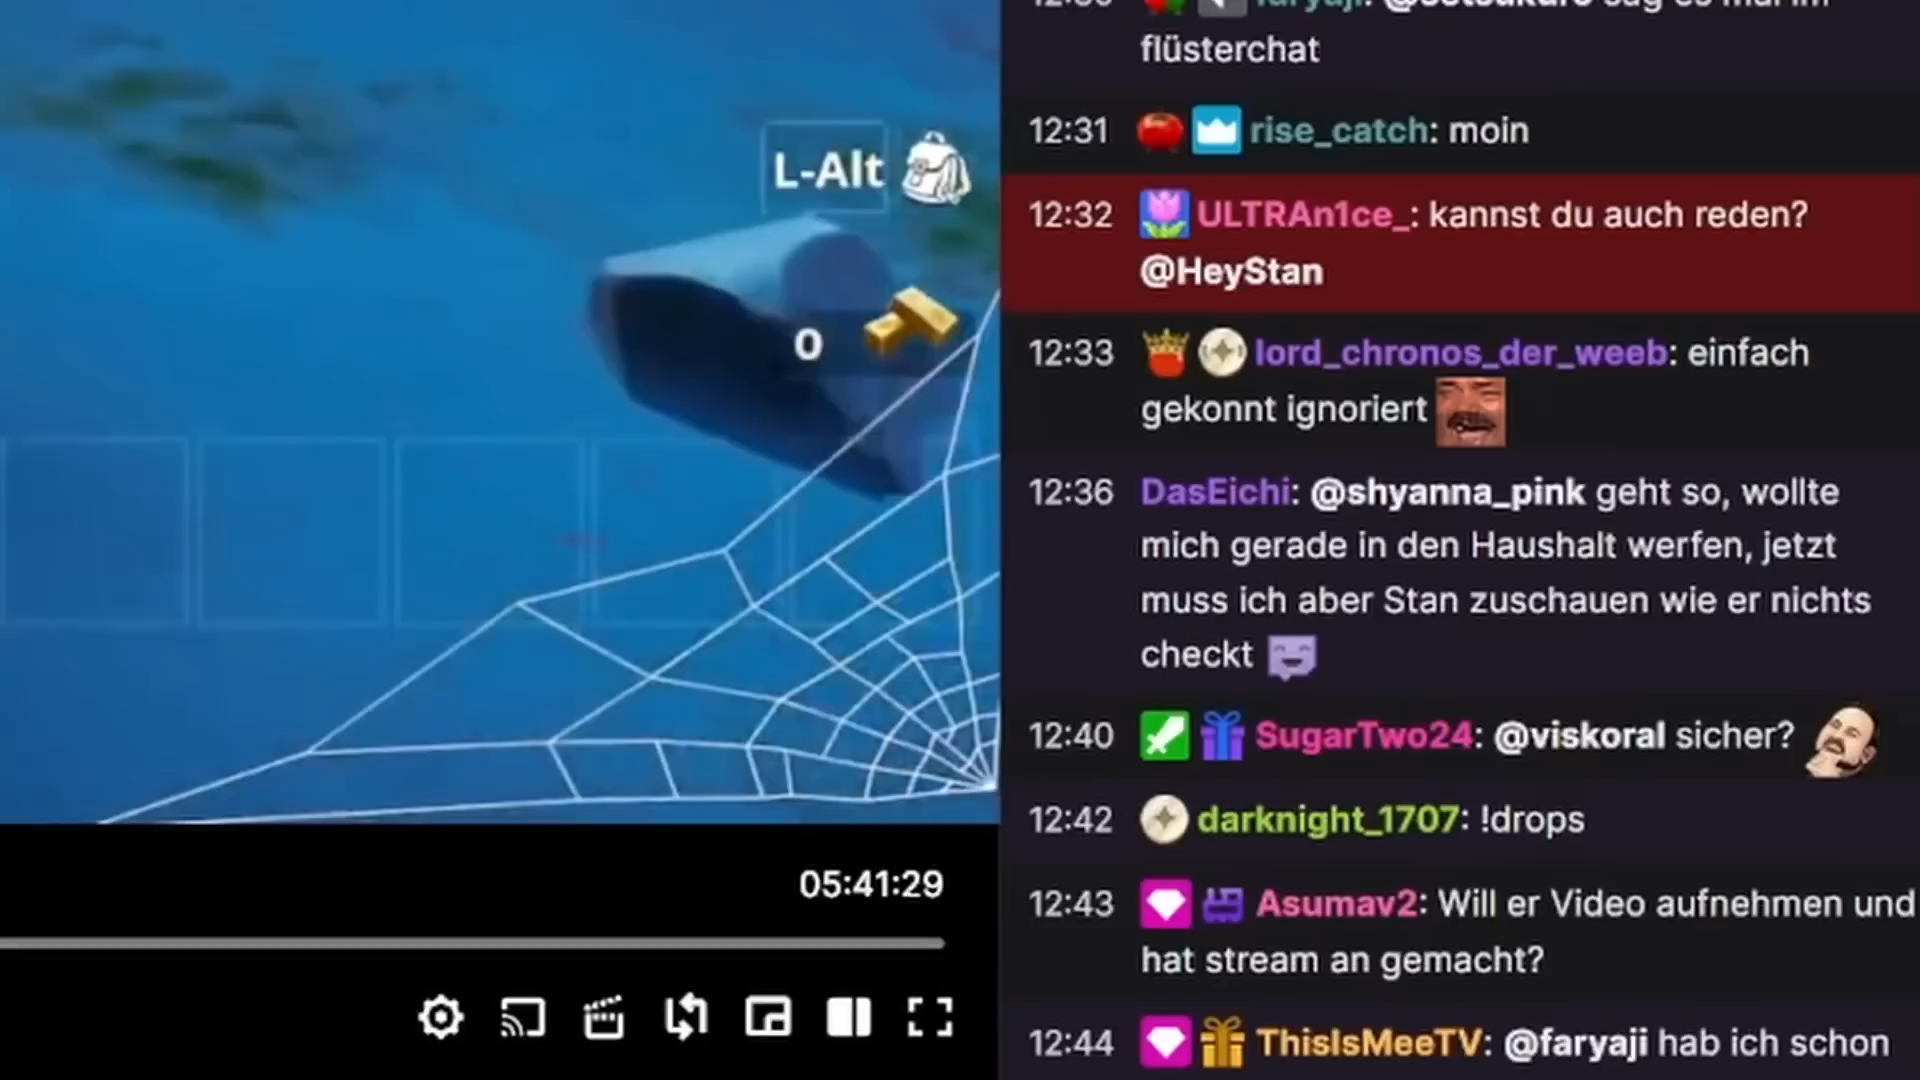 flüsterchat
L-Alt
12:31 rise_catch: moin
12:32 ULTRAn1ce_: kannst du auch reden?
@HeyStan
0
12:33 lord_chronos_der_weeb: einfach
gekonnt ignoriert
12:36 DasEichi: @shyanna_pink geht so, wollte
mich gerade in den Haushalt werfen, jetzt
muss ich aber Stan zuschauen wie er nichts
checkt
12:40 SugarTwo24: @viskoral sicher?
12:42 darknight_1707: !drops
05:41:29
12:43 Asumav2: Will er Video aufnehmen und
hat stream an gemacht?
12:44 ThisIsMeeTV: @faryaji hab ich schon